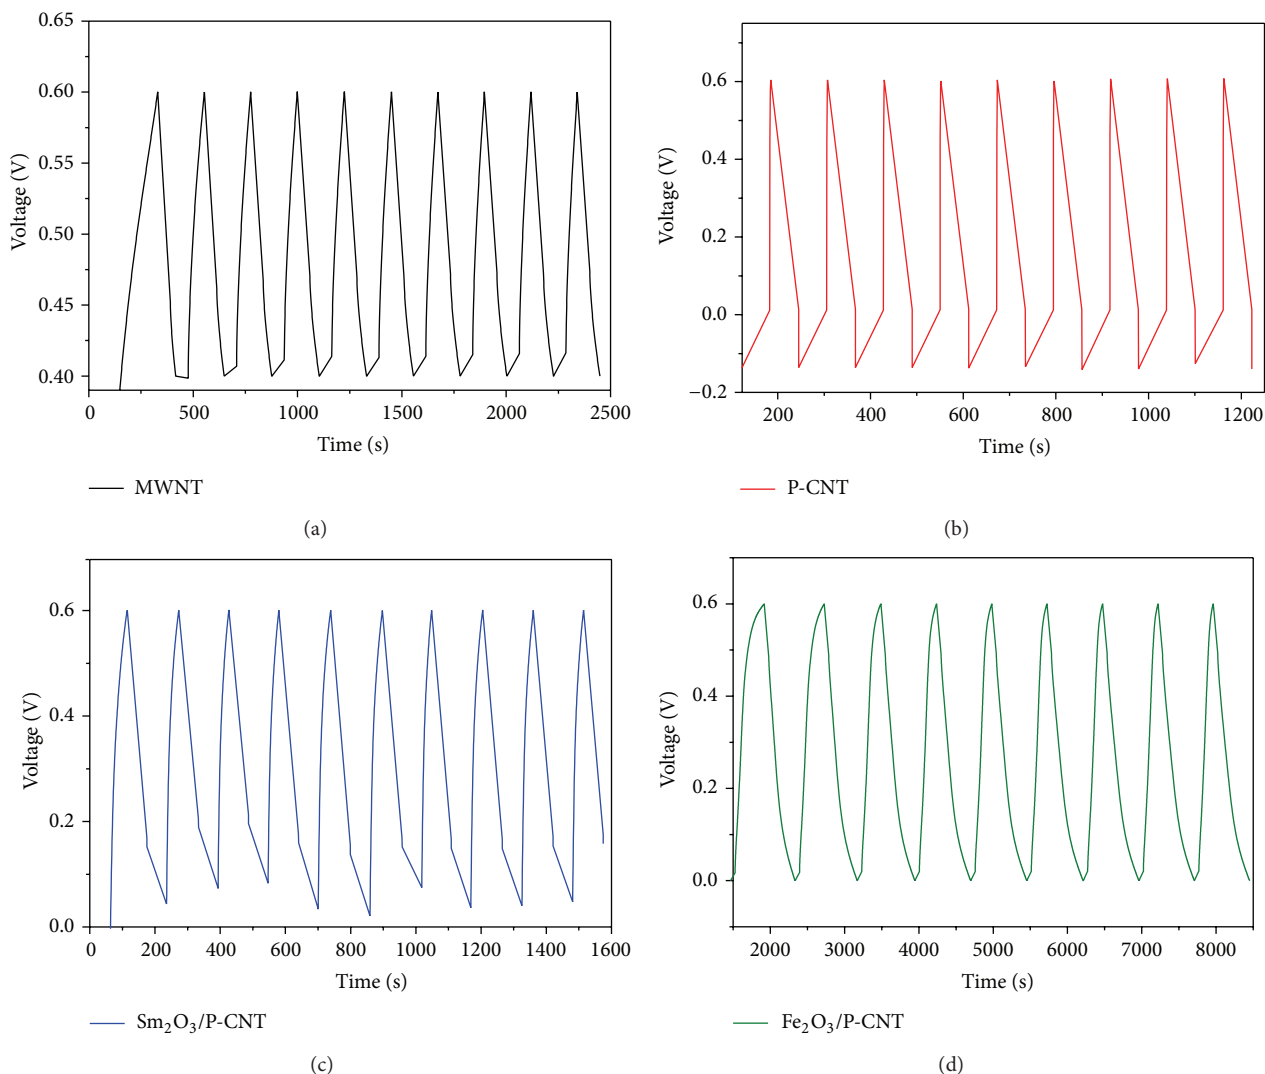 0.65
0.60
0.55
0.50
0.45
0.40
Voltage (V)
0 500 1000 1500 2000 2500
Time (s)
MWNT
(a)
0.6
0.4
0.2
0.0
−0.2
Voltage (V)
200 400 600 800 1000 1200
Time (s)
P-CNT
(b)
0.6
0.4
0.2
0.0
Voltage (V)
0 200 400 600 800 1000 1200 1400 1600
Time (s)
Sm₂O₃/P-CNT
(c)
0.6
0.4
0.2
0.0
Voltage (V)
2000 3000 4000 5000 6000 7000 8000
Time (s)
Fe₂O₃/P-CNT
(d)